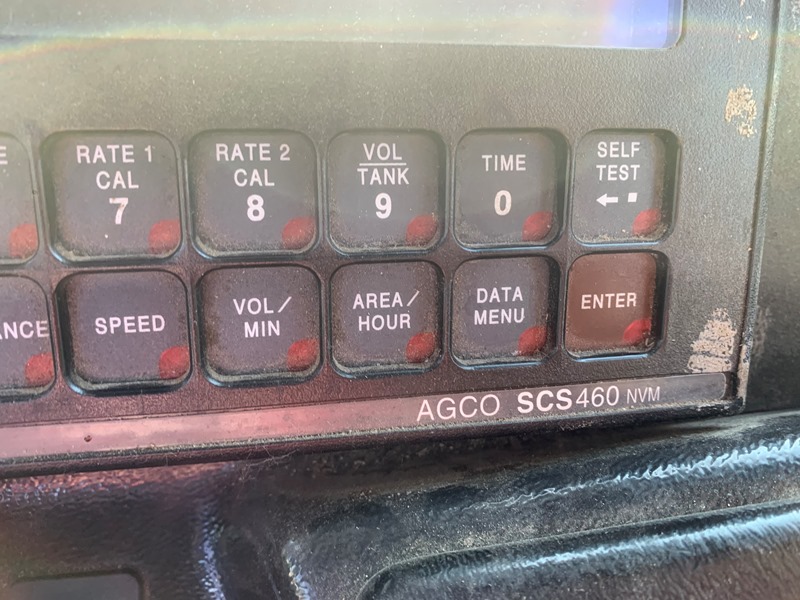 E
RATE 1
CAL
7
RATE 2
CAL
8
VOL
TANK
9
TIME
0
SELF
TEST
←▪
ANCE
SPEED
VOL/
MIN
AREA/
HOUR
DATA
MENU
ENTER
AGCO SCS460 NVM